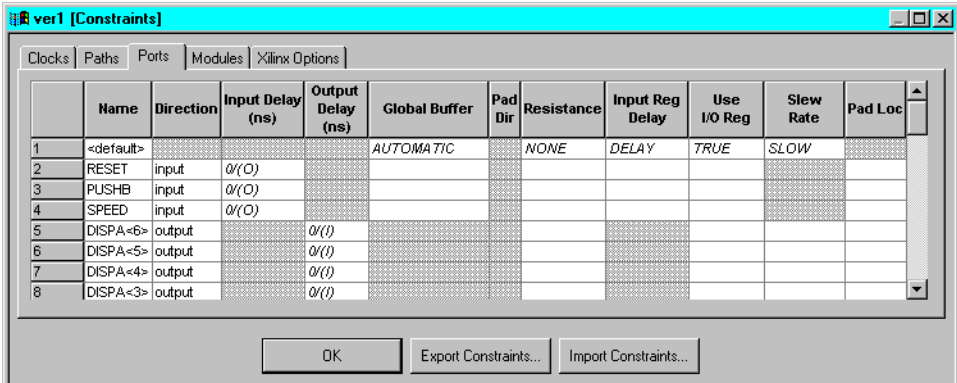 ver1 [Constraints]
Clocks Paths Ports Modules Xilinx Options
Name Direction Input Delay (ns) Output Delay (ns) Global Buffer Pad Dir Resistance Input Reg Delay Use I/O Reg Slew Rate Pad Loc
1 <default> AUTOMATIC NONE DELAY TRUE SLOW
2 RESET input 0/(O)
3 PUSHB input 0/(O)
4 SPEED input 0/(O)
5 DISPA<6> output 0/(I)
6 DISPA<5> output 0/(I)
7 DISPA<4> output 0/(I)
8 DISPA<3> output 0/(I)
OK Export Constraints... Import Constraints...